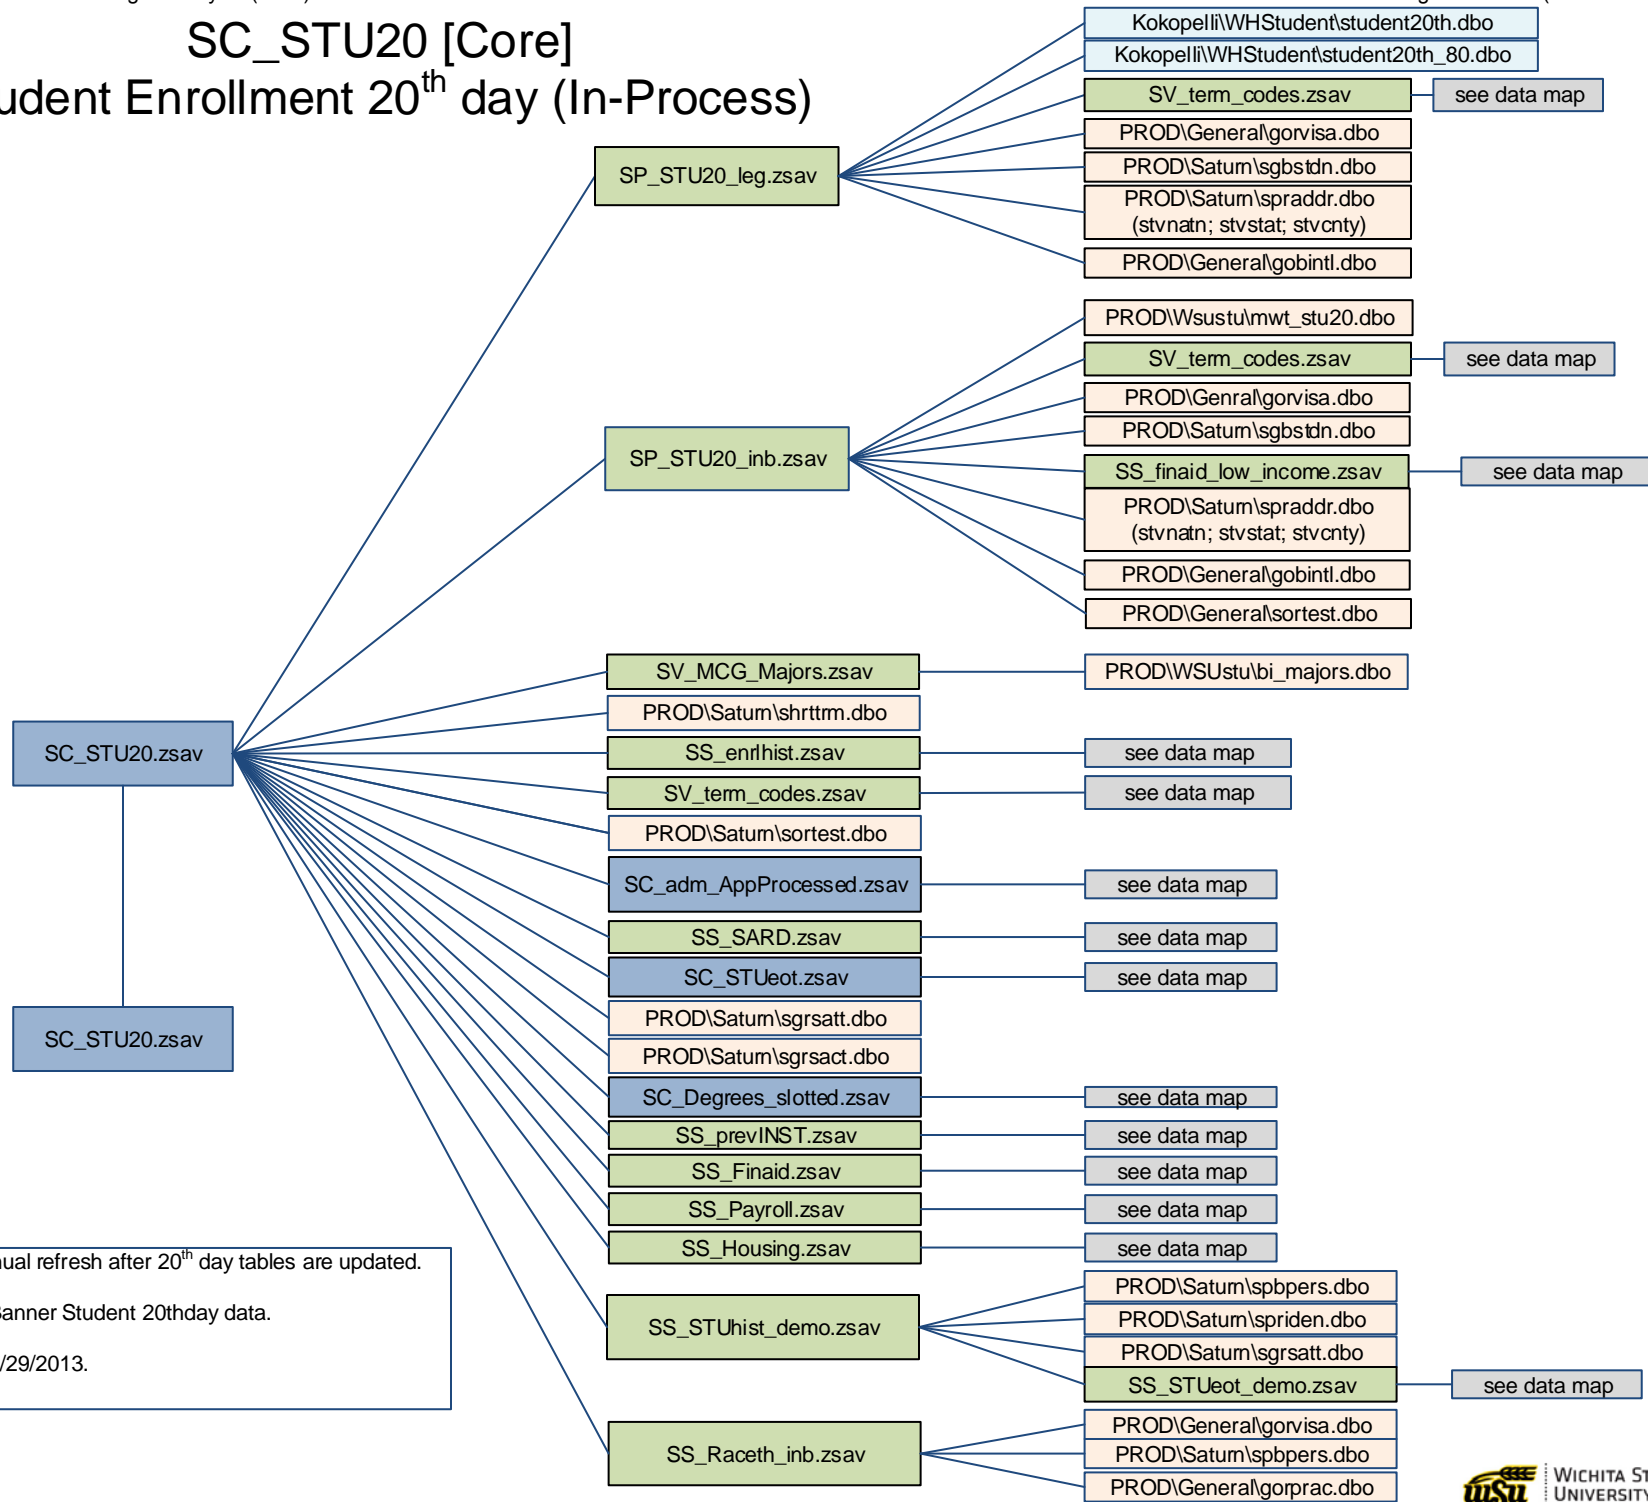 SC_STU20 [Core]
udent Enrollment 20th day (In-Process)
Kokopelli\WHStudent\student20th.dbo
Kokopelli\WHStudent\student20th_80.dbo
SV_term_codes.zsav
see data map
PROD\General\gorvisa.dbo
SP_STU20_leg.zsav
PROD\Saturn\sgbstdn.dbo
PROD\Saturn\spraddr.dbo
(stvnatn; stvstat; stvcnty)
PROD\General\gobintl.dbo
PROD\Wsustu\mwt_stu20.dbo
SV_term_codes.zsav
see data map
PROD\Genral\gorvisa.dbo
PROD\Saturn\sgbstdn.dbo
SP_STU20_inb.zsav
SS_finaid_low_income.zsav
see data map
PROD\Saturn\spraddr.dbo
(stvnatn; stvstat; stvcnty)
PROD\General\gobintl.dbo
PROD\General\sortest.dbo
SV_MCG_Majors.zsav
PROD\WSUstu\bi_majors.dbo
PROD\Saturn\shrttrm.dbo
SC_STU20.zsav
SS_enrlhist.zsav
see data map
SV_term_codes.zsav
see data map
PROD\Saturn\sortest.dbo
SC_adm_AppProcessed.zsav
see data map
SS_SARD.zsav
see data map
SC_STUeot.zsav
see data map
PROD\Saturn\sgrsatt.dbo
SC_STU20.zsav
PROD\Saturn\sgrsact.dbo
SC_Degrees_slotted.zsav
see data map
SS_prevINST.zsav
see data map
SS_Finaid.zsav
see data map
SS_Payroll.zsav
see data map
SS_Housing.zsav
see data map
ual refresh after 20th day tables are updated.
anner Student 20thday data.
/29/2013.
SS_STUhist_demo.zsav
PROD\Saturn\spbpers.dbo
PROD\Saturn\spriden.dbo
PROD\Saturn\sgrsatt.dbo
SS_STUeot_demo.zsav
see data map
SS_Raceth_inb.zsav
PROD\General\gorvisa.dbo
PROD\Saturn\spbpers.dbo
PROD\General\gorprac.dbo
WSU
WICHITA ST
UNIVERSITY